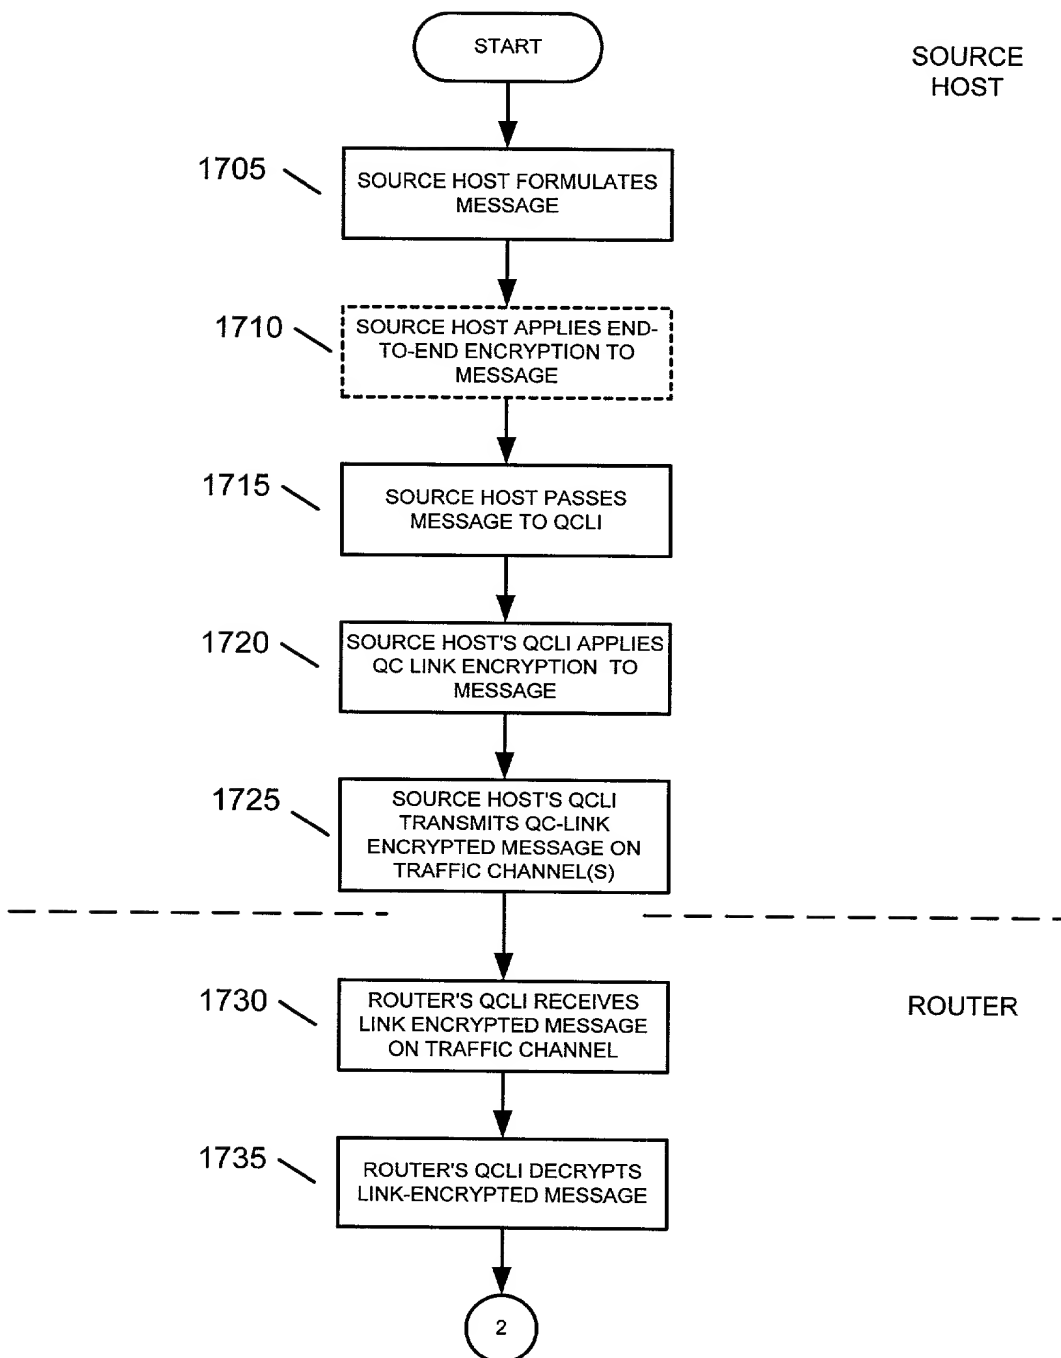 START
SOURCE
HOST
1705
SOURCE HOST FORMULATES
MESSAGE
1710
SOURCE HOST APPLIES END-
TO-END ENCRYPTION TO
MESSAGE
1715
SOURCE HOST PASSES
MESSAGE TO QCLI
1720
SOURCE HOST'S QCLI APPLIES
QC LINK ENCRYPTION TO
MESSAGE
1725
SOURCE HOST'S QCLI
TRANSMITS QC-LINK
ENCRYPTED MESSAGE ON
TRAFFIC CHANNEL(S)
1730
ROUTER'S QCLI RECEIVES
LINK ENCRYPTED MESSAGE
ON TRAFFIC CHANNEL
ROUTER
1735
ROUTER'S QCLI DECRYPTS
LINK-ENCRYPTED MESSAGE
2